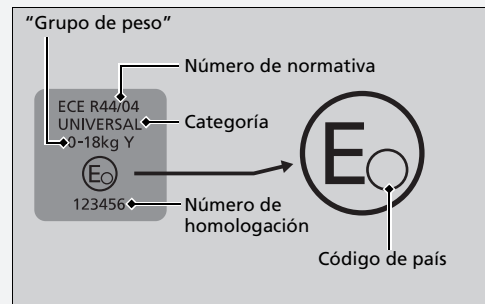 "Grupo de peso"
Número de normativa
ECE R44/04
UNIVERSAL
Categoría
0-18kg Y
E
E
123456
Número de
homologación
Código de país